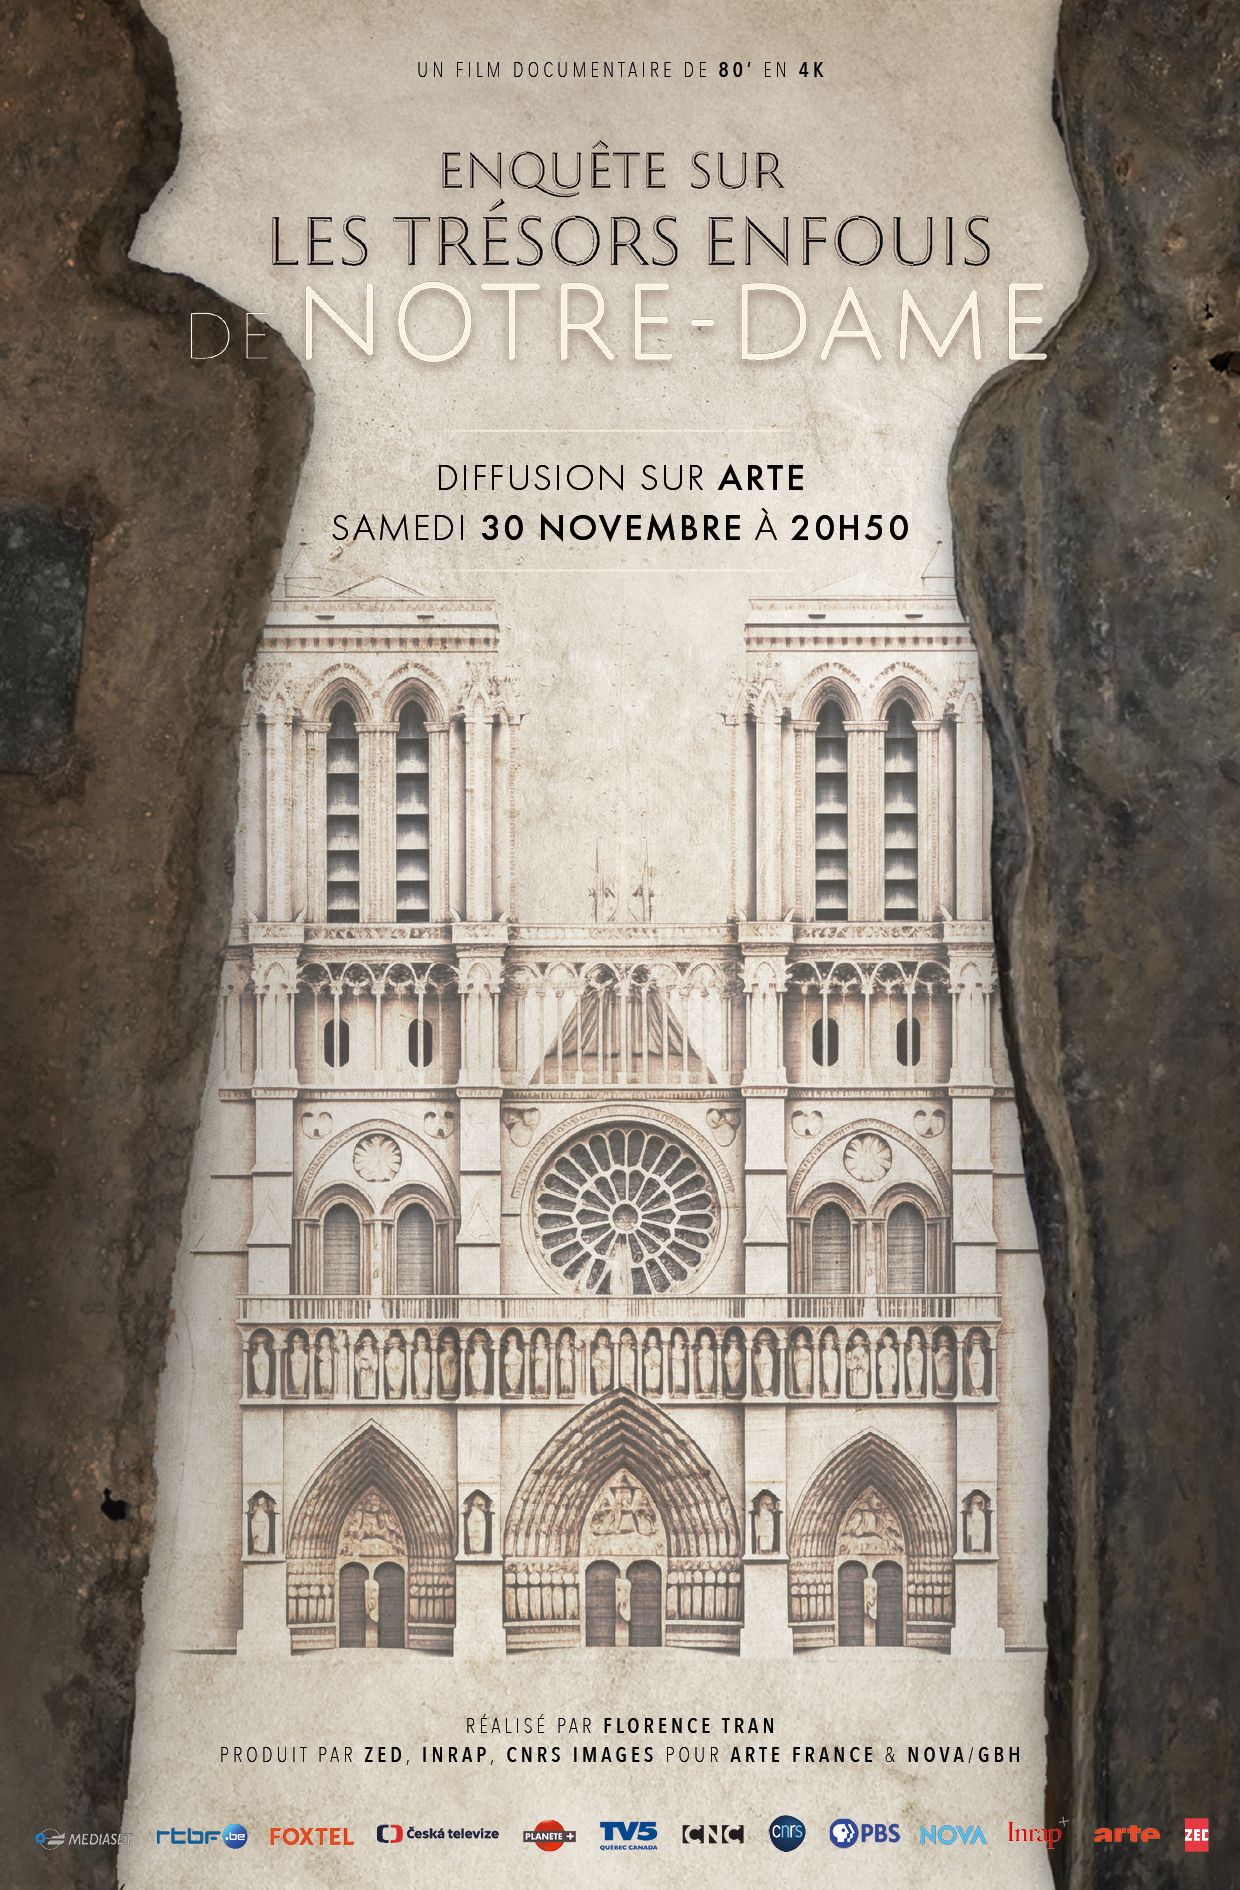 UN FILM DOCUMENTAIRE DE 80' EN 4K
ENQUÊTE SUR
LES TRÉSORS ENFOUIS
DE NOTRE-DAME
DIFFUSION SUR ARTE
SAMEDI 30 NOVEMBRE À 20H50
RÉALISÉ PAR FLORENCE TRAN
PRODUIT PAR ZED, INRAP, CNRS IMAGES POUR ARTE FRANCE & NOVA/GBH
MEDIASET rtbf.be FOXTEL Česká televize PLANETE+ TV5 QUÉBEC CANADA CNC cnrs PBS NOVA Inrap+ arte ZED